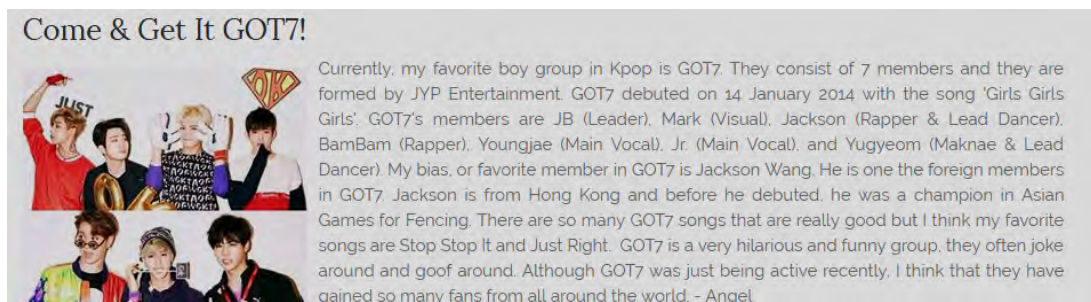 Come & Get It GOT7!
JUST
Currently, my favorite boy group in Kpop is GOT7. They consist of 7 members and they are
formed by JYP Entertainment. GOT7 debuted on 14 January 2014 with the song 'Girls Girls
Girls'. GOT7's members are JB (Leader), Mark (Visual), Jackson (Rapper & Lead Dancer),
BamBam (Rapper), Youngjae (Main Vocal), Jr. (Main Vocal), and Yugyeom (Maknae & Lead
Dancer). My bias, or favorite member in GOT7 is Jackson Wang. He is one the foreign members
in GOT7. Jackson is from Hong Kong and before he debuted, he was a champion in Asian
Games for Fencing. There are so many GOT7 songs that are really good but I think my favorite
songs are Stop Stop It and Just Right.  GOT7 is a very hilarious and funny group, they often joke
around and goof around. Although GOT7 was just being active recently, I think that they have
gained so many fans from all around the world. - Angel